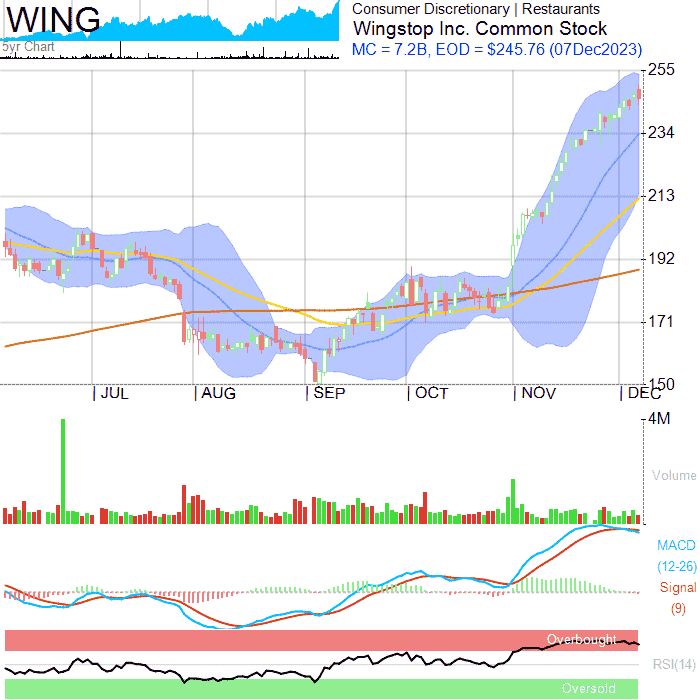 WING
5yr Chart
Consumer Discretionary | Restaurants
Wingstop Inc. Common Stock
MC = 7.2B, EOD = $245.76 (07Dec2023)
255
234
213
192
171
150
JUL AUG SEP OCT NOV DEC
4M
Volume
MACD
(12-26)
Signal
(9)
Overbought
RSI(14)
Oversold